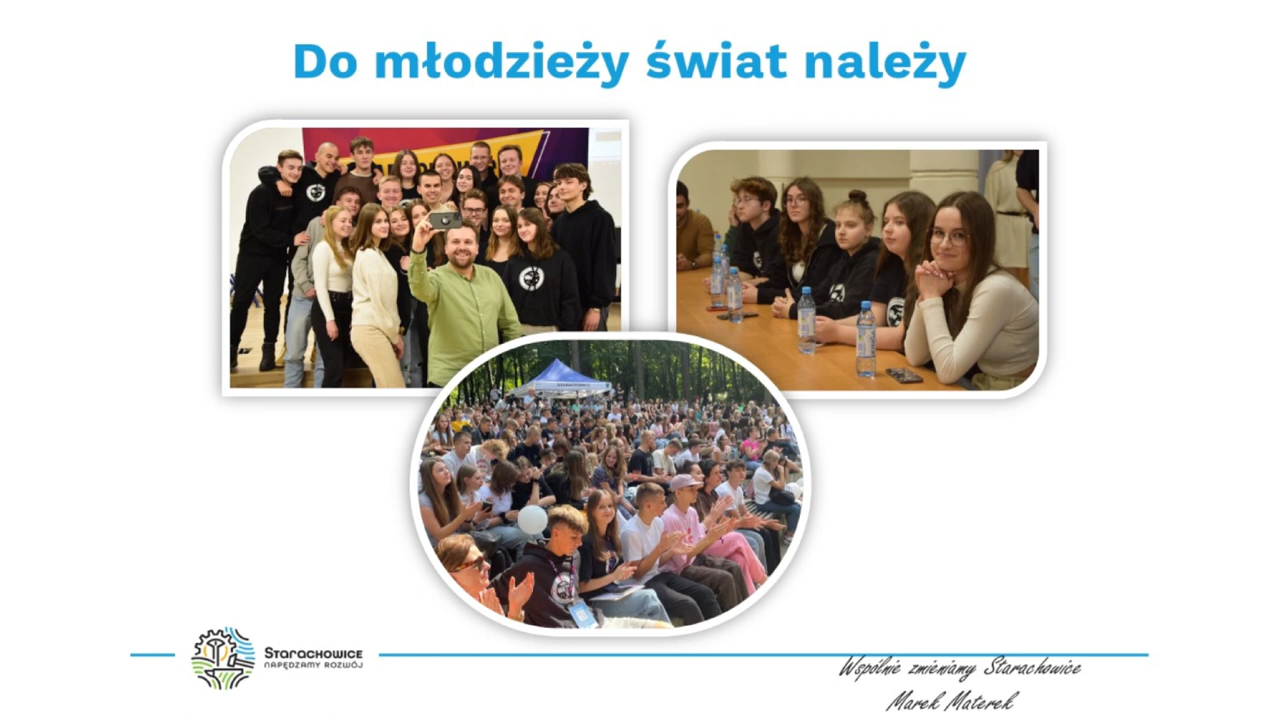 Do młodzieży świat należy
STARACHOWICE
NAPĘDZAMY ROZWÓJ
Wspólnie zmieniamy Starachowice
Marek Materek